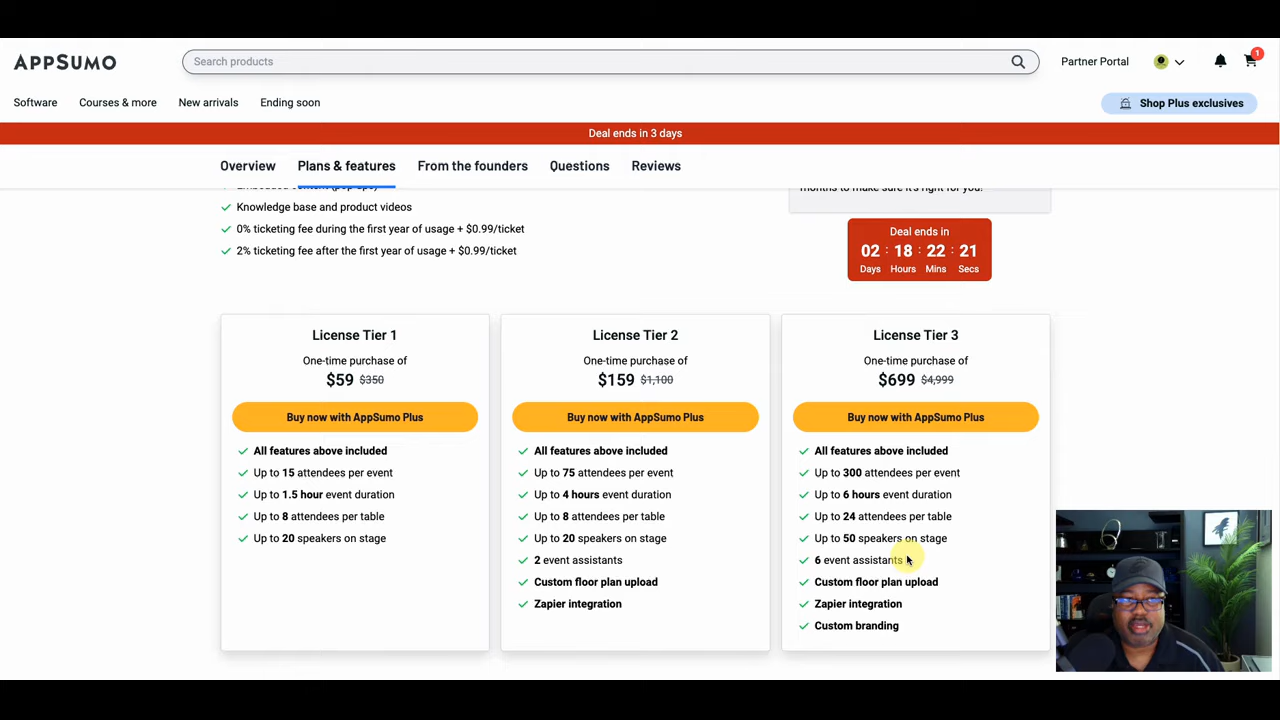 APPSUMO
Search products
Partner Portal
1
Software
Courses & more
New arrivals
Ending soon
Shop Plus exclusives
Deal ends in 3 days
Overview
Plans & features
From the founders
Questions
Reviews
months to make sure it's right for you!
Knowledge base and product videos
0% ticketing fee during the first year of usage + $0.99/ticket
2% ticketing fee after the first year of usage + $0.99/ticket
Deal ends in
02 : 18 : 22 : 21
Days Hours Mins Secs
License Tier 1
One-time purchase of
$59 $350
Buy now with AppSumo Plus
All features above included
Up to 15 attendees per event
Up to 1.5 hour event duration
Up to 8 attendees per table
Up to 20 speakers on stage
License Tier 2
One-time purchase of
$159 $1,100
Buy now with AppSumo Plus
All features above included
Up to 75 attendees per event
Up to 4 hours event duration
Up to 8 attendees per table
Up to 20 speakers on stage
2 event assistants
Custom floor plan upload
Zapier integration
License Tier 3
One-time purchase of
$699 $4,999
Buy now with AppSumo Plus
All features above included
Up to 300 attendees per event
Up to 6 hours event duration
Up to 24 attendees per table
Up to 50 speakers on stage
6 event assistants
Custom floor plan upload
Zapier integration
Custom branding